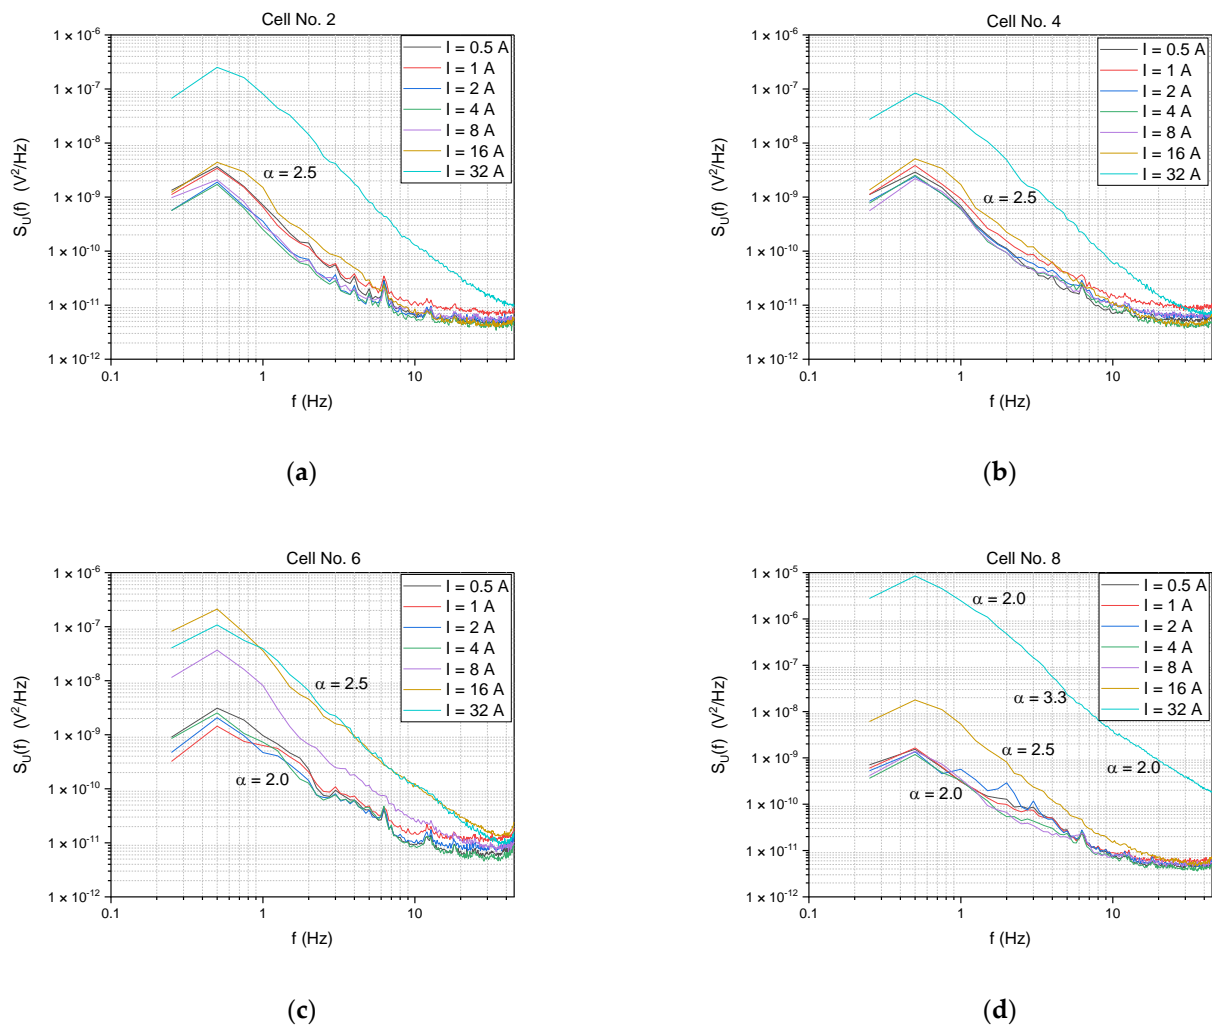 Cell No. 2
1 × 10⁻⁶
1 × 10⁻⁷
1 × 10⁻⁸
1 × 10⁻⁹
1 × 10⁻¹⁰
1 × 10⁻¹¹
1 × 10⁻¹²
S_U(f) (V²/Hz)
I = 0.5 A
I = 1 A
I = 2 A
I = 4 A
I = 8 A
I = 16 A
I = 32 A
α = 2.5
0.1
1
10
f (Hz)
(a)
Cell No. 4
1 × 10⁻⁶
1 × 10⁻⁷
1 × 10⁻⁸
1 × 10⁻⁹
1 × 10⁻¹⁰
1 × 10⁻¹¹
1 × 10⁻¹²
S_U(f) (V²/Hz)
I = 0.5 A
I = 1 A
I = 2 A
I = 4 A
I = 8 A
I = 16 A
I = 32 A
α = 2.5
0.1
1
10
f (Hz)
(b)
Cell No. 6
1 × 10⁻⁶
1 × 10⁻⁷
1 × 10⁻⁸
1 × 10⁻⁹
1 × 10⁻¹⁰
1 × 10⁻¹¹
1 × 10⁻¹²
S_U(f) (V²/Hz)
I = 0.5 A
I = 1 A
I = 2 A
I = 4 A
I = 8 A
I = 16 A
I = 32 A
α = 2.5
α = 2.0
0.1
1
10
f (Hz)
(c)
Cell No. 8
1 × 10⁻⁵
1 × 10⁻⁶
1 × 10⁻⁷
1 × 10⁻⁸
1 × 10⁻⁹
1 × 10⁻¹⁰
1 × 10⁻¹¹
1 × 10⁻¹²
S_U(f) (V²/Hz)
I = 0.5 A
I = 1 A
I = 2 A
I = 4 A
I = 8 A
I = 16 A
I = 32 A
α = 2.0
α = 3.3
α = 2.5
α = 2.0
α = 2.0
0.1
1
10
f (Hz)
(d)